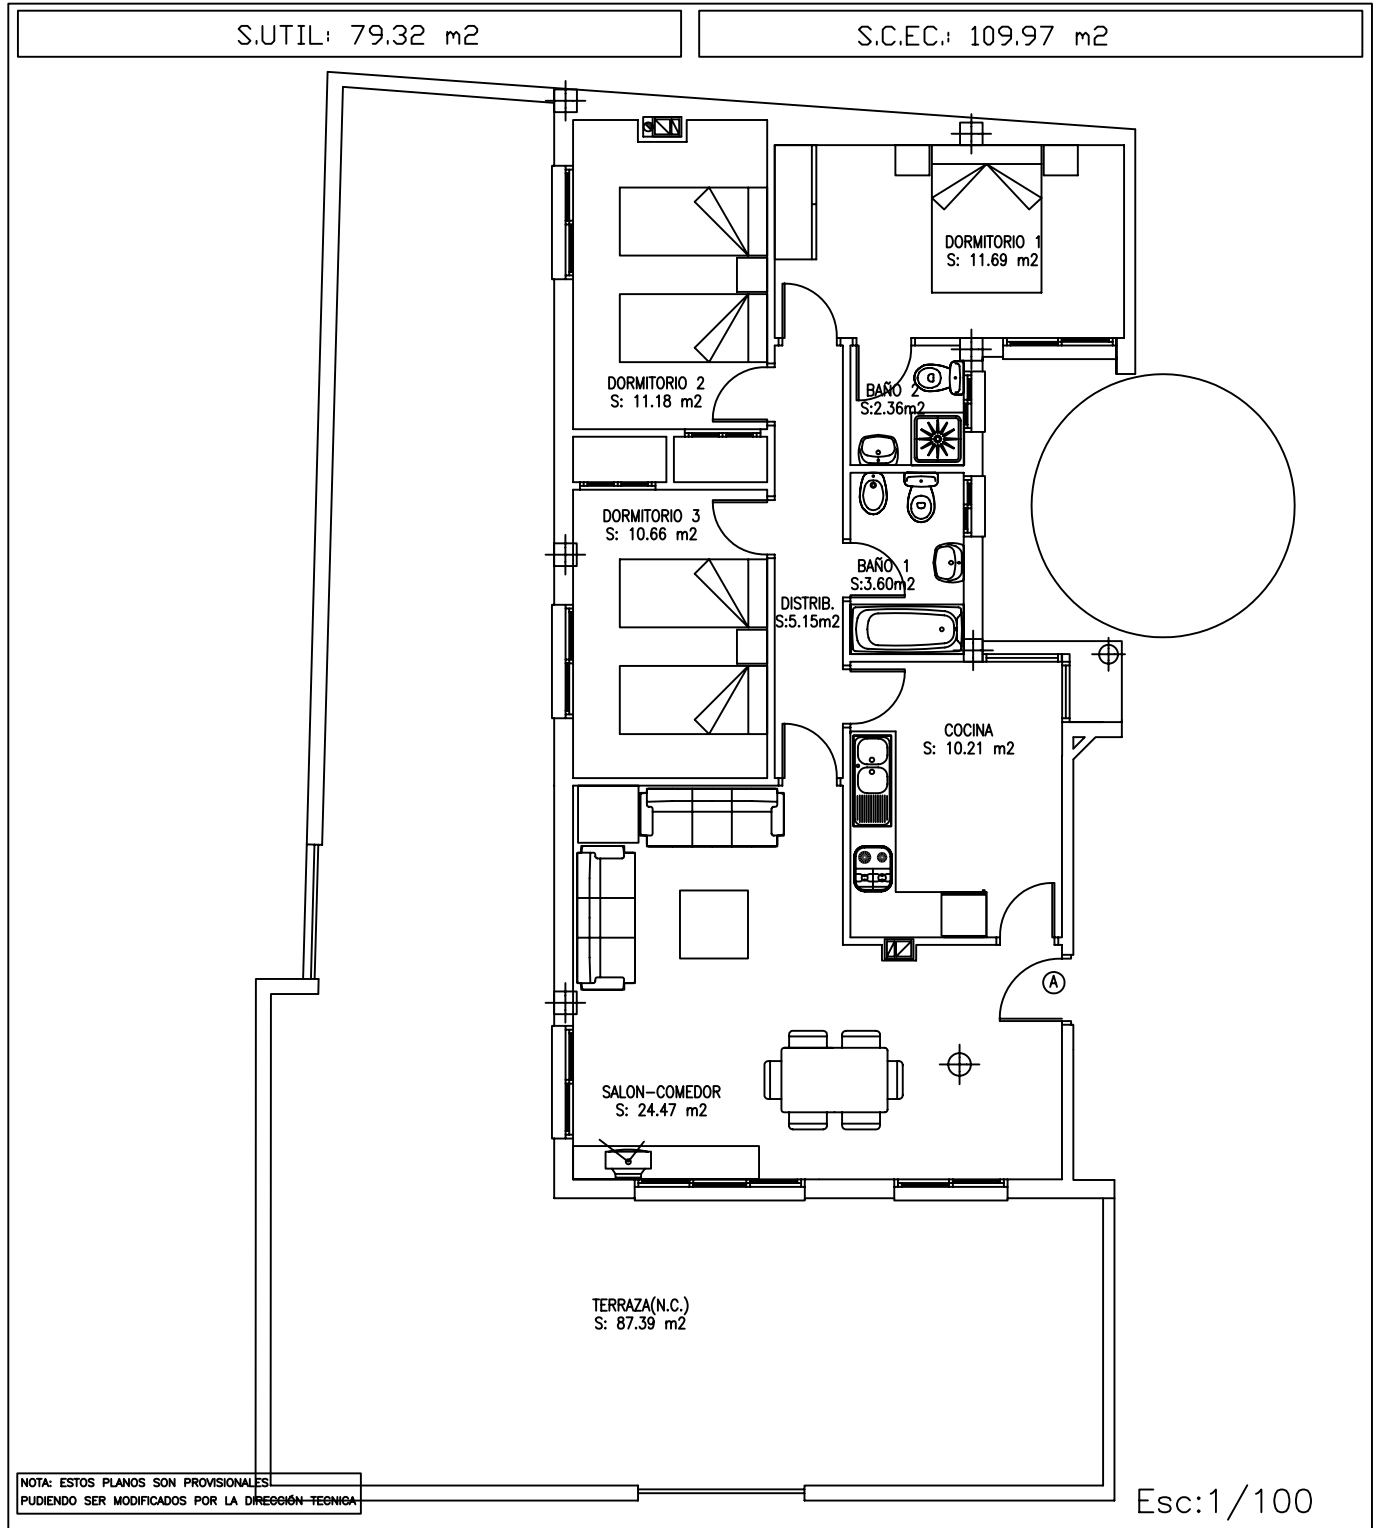 S.UTIL: 79.32 m2
S.C.EC.: 109.97 m2
DORMITORIO 1
S: 11.69 m2
DORMITORIO 2
S: 11.18 m2
BAÑO 2
S:2.36m2
DORMITORIO 3
S: 10.66 m2
BAÑO 1
S:3.60m2
DISTRIB.
S:5.15m2
COCINA
S: 10.21 m2
A
SALON-COMEDOR
S: 24.47 m2
TERRAZA(N.C.)
S: 87.39 m2
NOTA: ESTOS PLANOS SON PROVISIONALES
PUDIENDO SER MODIFICADOS POR LA DIRECCIÓN TECNICA
Esc:1/100